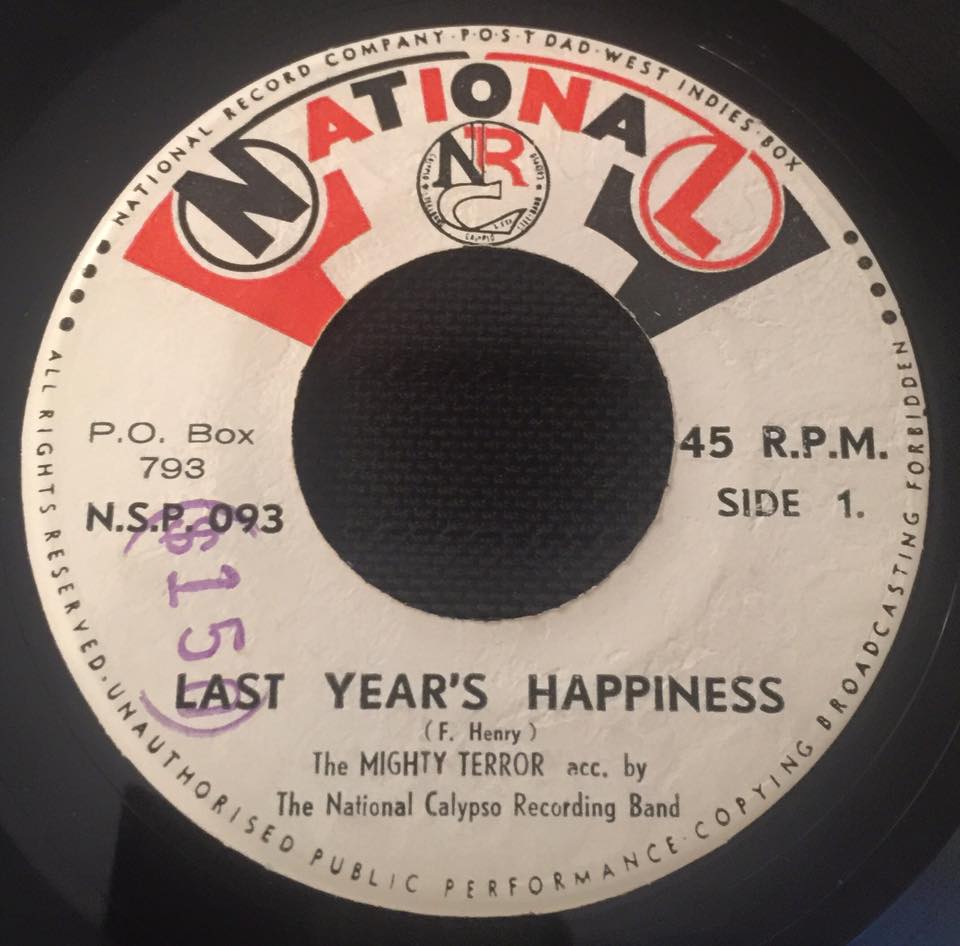 NATIONAL RECORD COMPANY·P·O·S·T DAD·WEST INDIES·BOX
NATIONAL
NR
P.O. Box
793
N.S.P. 093
45 R.P.M.
SIDE 1.
$150
LAST YEAR'S HAPPINESS
(F. Henry)
The MIGHTY TERROR acc. by
The National Calypso Recording Band
ALL RIGHTS RESERVED·UNAUTHORISED PUBLIC PERFORMANCE·COPYING BROADCASTING FORBIDDEN